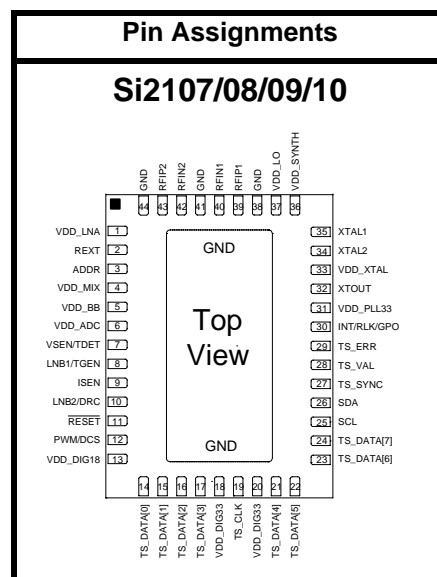 Pin Assignments
Si2107/08/09/10
GND
RFIP2
RFIN2
GND
RFIN1
RFIP1
GND
VDD_LO
VDD_SYNTH
44 43 42 41 40 39 38 37 36
VDD_LNA 1
REXT 2
ADDR 3
VDD_MIX 4
VDD_BB 5
VDD_ADC 6
VSEN/TDET 7
LNB1/TGEN 8
ISEN 9
LNB2/DRC 10
RESET 11
PWM/DCS 12
VDD_DIG18 13
GND
Top
View
GND
35 XTAL1
34 XTAL2
33 VDD_XTAL
32 XTOUT
31 VDD_PLL33
30 INT/RLK/GPO
29 TS_ERR
28 TS_VAL
27 TS_SYNC
26 SDA
25 SCL
24 TS_DATA[7]
23 TS_DATA[6]
14 15 16 17 18 19 20 21 22
TS_DATA[0]
TS_DATA[1]
TS_DATA[2]
TS_DATA[3]
VDD_DIG33
TS_CLK
VDD_DIG33
TS_DATA[4]
TS_DATA[5]